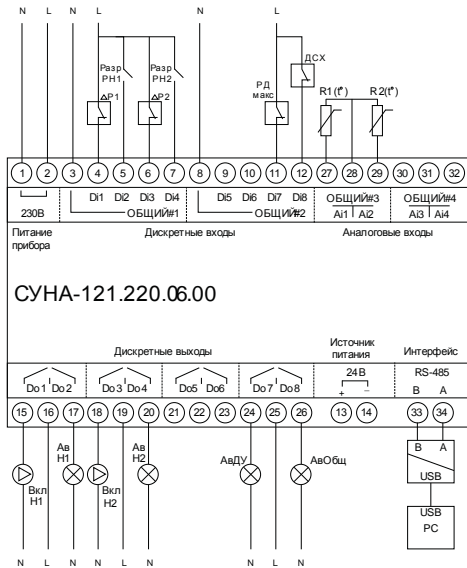 N L N L N L
Разр РН1
Разр РН2
ΔР1 ΔР2
РД макс
ДСХ
R1(t°) R2(t°)
1 2 3 4 5 6 7 8 9 10 11 12 27 28 29 30 31 32
Di1 Di2 Di3 Di4 Di5 Di6 Di7 Di8 ОБЩИЙ#3 ОБЩИЙ#4
230В ОБЩИЙ#1 ОБЩИЙ#2 Ai1 Ai2 Ai3 Ai4
Питание прибора
Дискретные входы
Аналоговые входы
СУНА-121.220.06.00
Дискретные выходы
Источник питания
Интерфейс
24В
RS-485
Do1 Do2 Do3 Do4 Do5 Do6 Do7 Do8 + – B A
15 16 17 18 19 20 21 22 23 24 25 26 13 14 33 34
Вкл Н1
Ав Н1
Вкл Н2
Ав Н2
АвДУ
АвОбщ
B A
USB
USB
PC
N L N N L N N L N